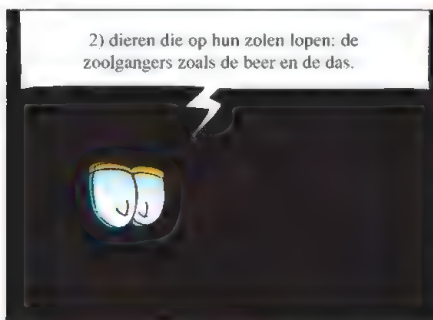 2) dieren die op hun zolen lopen: de
zoolgangers zoals de beer en de das.